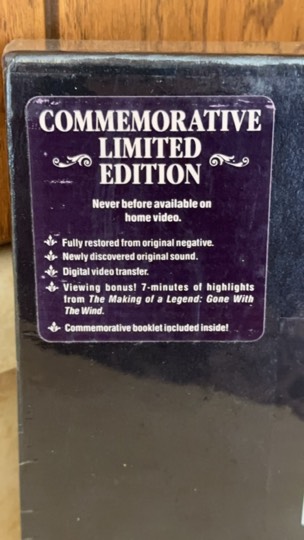 COMMEMORATIVE
LIMITED
EDITION
Never before available on
home video.
Fully restored from original negative.
Newly discovered original sound.
Digital video transfer.
Viewing bonus! 7-minutes of highlights
from The Making of a Legend: Gone With
The Wind.
Commemorative booklet included inside!